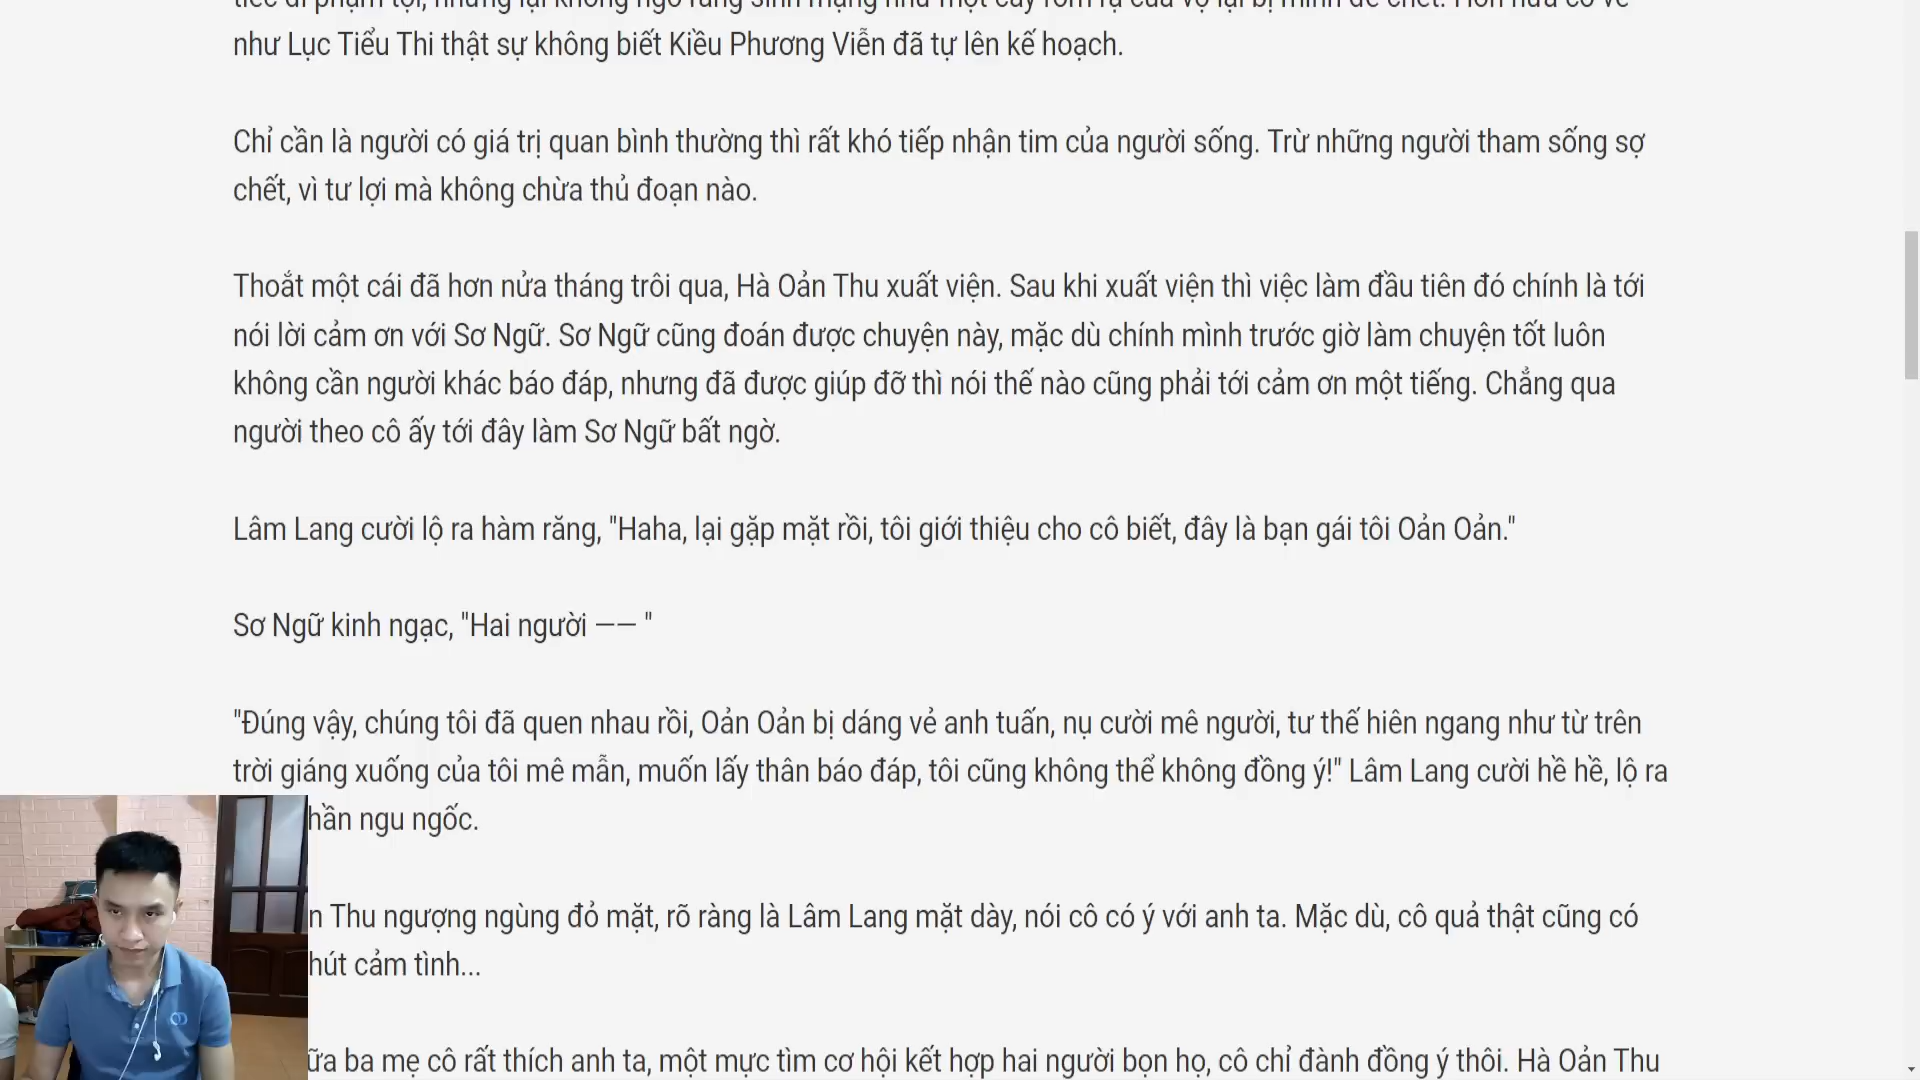 như Lục Tiểu Thi thật sự không biết Kiều Phương Viễn đã tự lên kế hoạch.
Chỉ cần là người có giá trị quan bình thường thì rất khó tiếp nhận tim của người sống. Trừ những người tham sống sợ
chết, vì tư lợi mà không chừa thủ đoạn nào.
Thoắt một cái đã hơn nửa tháng trôi qua, Hà Oản Thu xuất viện. Sau khi xuất viện thì việc làm đầu tiên đó chính là tới
nói lời cảm ơn với Sơ Ngữ. Sơ Ngữ cũng đoán được chuyện này, mặc dù chính mình trước giờ làm chuyện tốt luôn
không cần người khác báo đáp, nhưng đã được giúp đỡ thì nói thế nào cũng phải tới cảm ơn một tiếng. Chẳng qua
người theo cô ấy tới đây làm Sơ Ngữ bất ngờ.
Lâm Lang cười lộ ra hàm răng, "Haha, lại gặp mặt rồi, tôi giới thiệu cho cô biết, đây là bạn gái tôi Oản Oản."
Sơ Ngữ kinh ngạc, "Hai người —— "
"Đúng vậy, chúng tôi đã quen nhau rồi, Oản Oản bị dáng vẻ anh tuấn, nụ cười mê người, tư thế hiên ngang như từ trên
trời giáng xuống của tôi mê mẫn, muốn lấy thân báo đáp, tôi cũng không thể không đồng ý!" Lâm Lang cười hề hề, lộ ra
hần ngu ngốc.
n Thu ngượng ngùng đỏ mặt, rõ ràng là Lâm Lang mặt dày, nói cô có ý với anh ta. Mặc dù, cô quả thật cũng có
hút cảm tình...
ữa ba mẹ cô rất thích anh ta, một mực tìm cơ hội kết hợp hai người bọn họ, cô chỉ đành đồng ý thôi. Hà Oản Thu